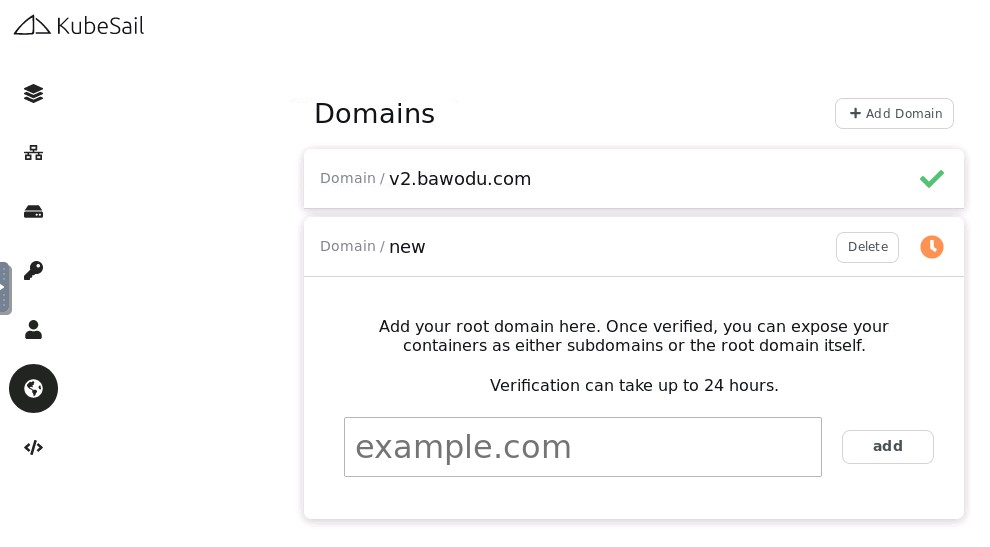 KubeSail
Domains
Add Domain
Domain / v2.bawodu.com
Domain / new
Delete
Add your root domain here. Once verified, you can expose your
containers as either subdomains or the root domain itself.
Verification can take up to 24 hours.
example.com
add